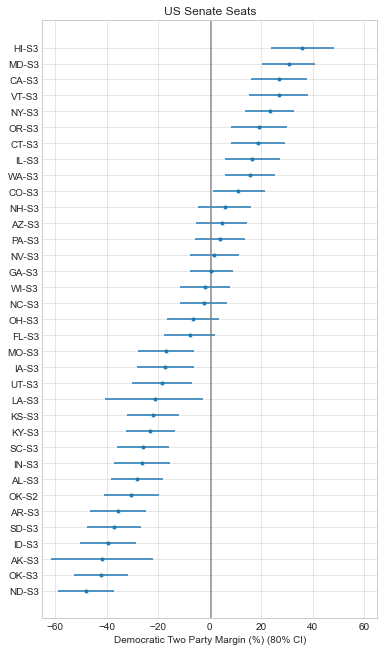 US Senate Seats
HI-S3
MD-S3
CA-S3
VT-S3
NY-S3
OR-S3
CT-S3
IL-S3
WA-S3
CO-S3
NH-S3
AZ-S3
PA-S3
NV-S3
GA-S3
WI-S3
NC-S3
OH-S3
FL-S3
MO-S3
IA-S3
UT-S3
LA-S3
KS-S3
KY-S3
SC-S3
IN-S3
AL-S3
OK-S2
AR-S3
SD-S3
ID-S3
AK-S3
OK-S3
ND-S3
−60 −40 −20 0 20 40 60
Democratic Two Party Margin (%) (80% CI)